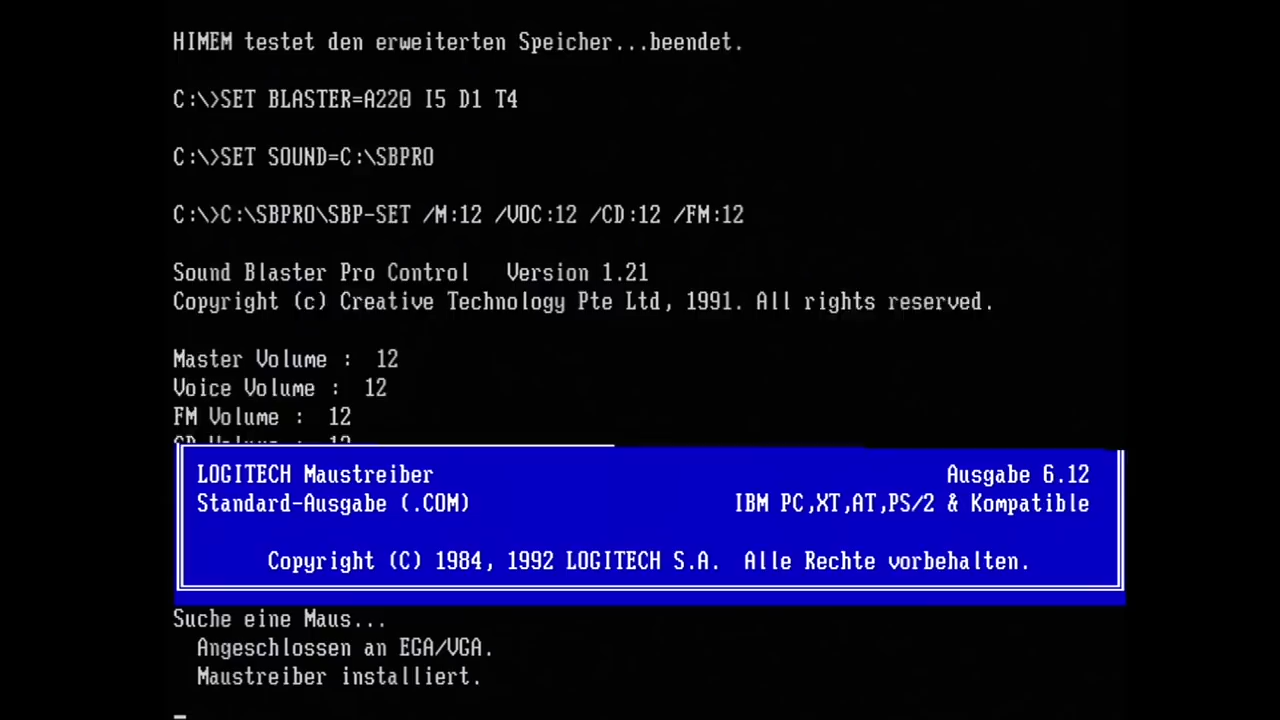 HIMEM testet den erweiterten Speicher...beendet.
C:\>SET BLASTER=A220 I5 D1 T4
C:\>SET SOUND=C:\SBPRO
C:\>C:\SBPRO\SBP-SET /M:12 /VOC:12 /CD:12 /FM:12
Sound Blaster Pro Control   Version 1.21
Copyright (c) Creative Technology Pte Ltd, 1991. All rights reserved.
Master Volume :  12
Voice Volume :  12
FM Volume :  12
CD Volume :  12
LOGITECH Maustreiber Ausgabe 6.12
Standard-Ausgabe (.COM) IBM PC,XT,AT,PS/2 & Kompatible
Copyright (C) 1984, 1992 LOGITECH S.A.  Alle Rechte vorbehalten.
Suche eine Maus...
Angeschlossen an EGA/VGA.
Maustreiber installiert.